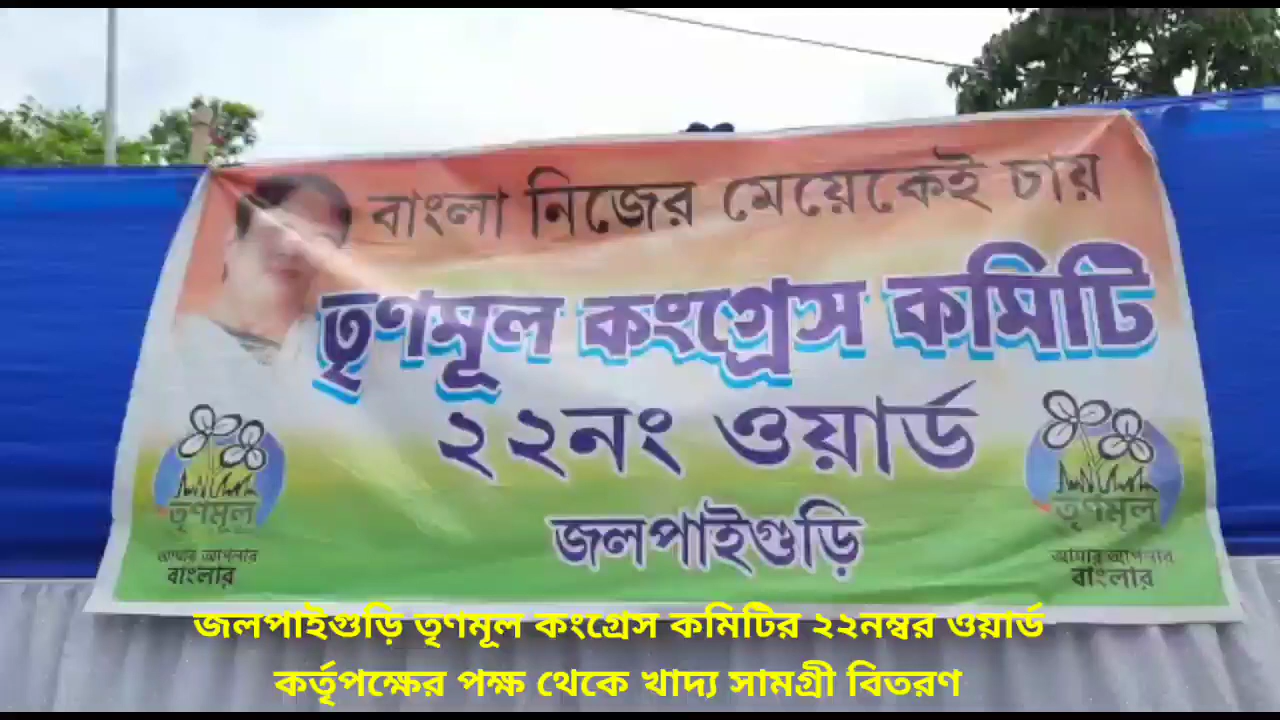 বাংলা নিজের মেয়েকেই চায়
তৃণমূল কংগ্রেস কমিটি
২২নং ওয়ার্ড
জলপাইগুড়ি
তৃণমূল
আমার আপনার
বাংলার
তৃণমূল
আমার আপনার
বাংলার
জলপাইগুড়ি তৃণমূল কংগ্রেস কমিটির ২২নম্বর ওয়ার্ড
কর্তৃপক্ষের পক্ষ থেকে খাদ্য সামগ্রী বিতরণ